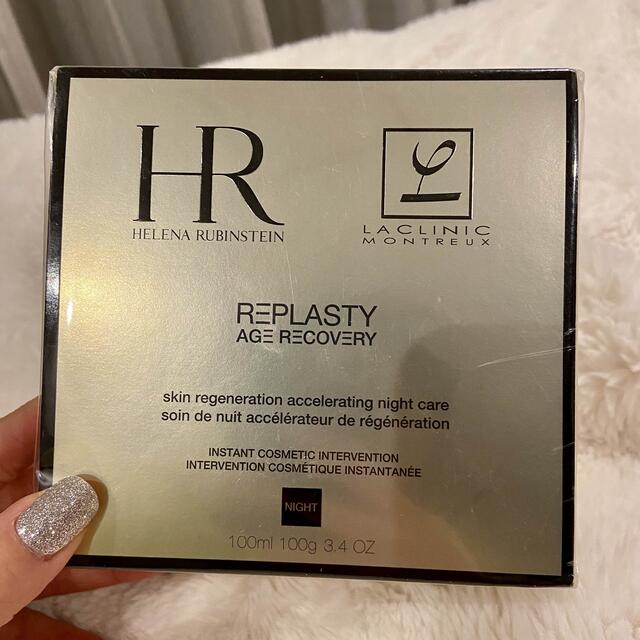 HR
HELENA RUBINSTEIN
LACLINIC
MONTREUX
REPLASTY
AGE RECOVERY
skin regeneration accelerating night care
soin de nuit accélérateur de régénération
INSTANT COSMETIC INTERVENTION
INTERVENTION COSMÉTIQUE INSTANTANÉE
NIGHT
100ml 100g 3.4 OZ